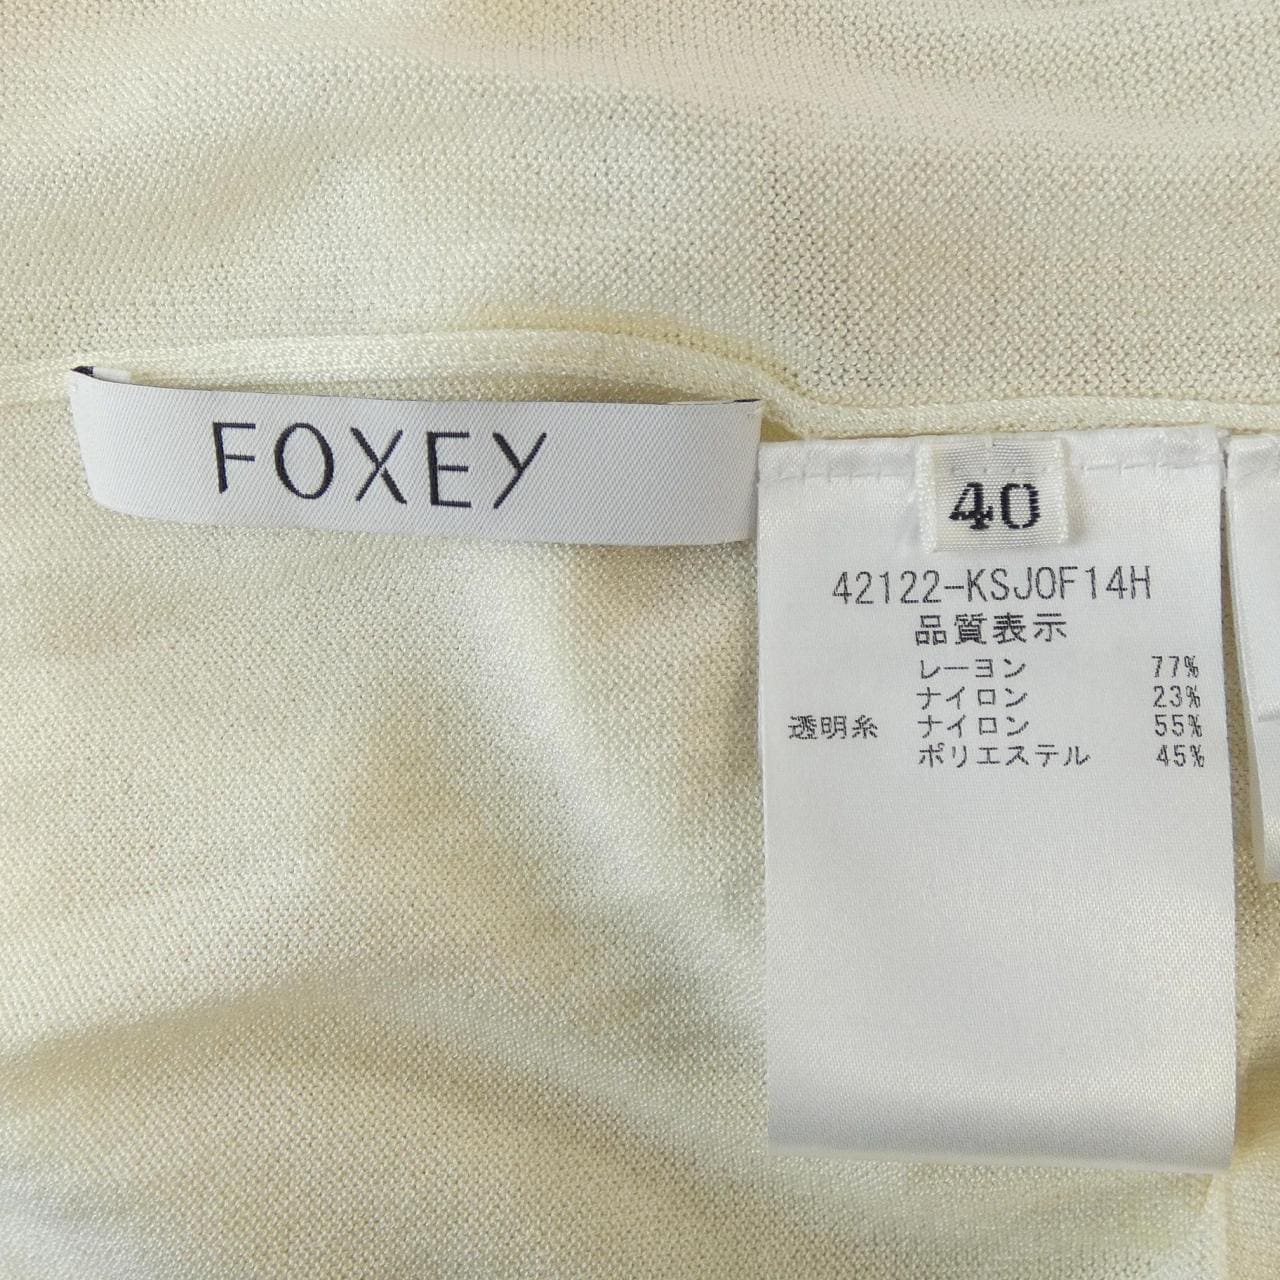 FOXEY
40
42122-KSJ0F14H
品質表示
レーヨン 77%
ナイロン 23%
透明糸 ナイロン 55%
ポリエステル 45%